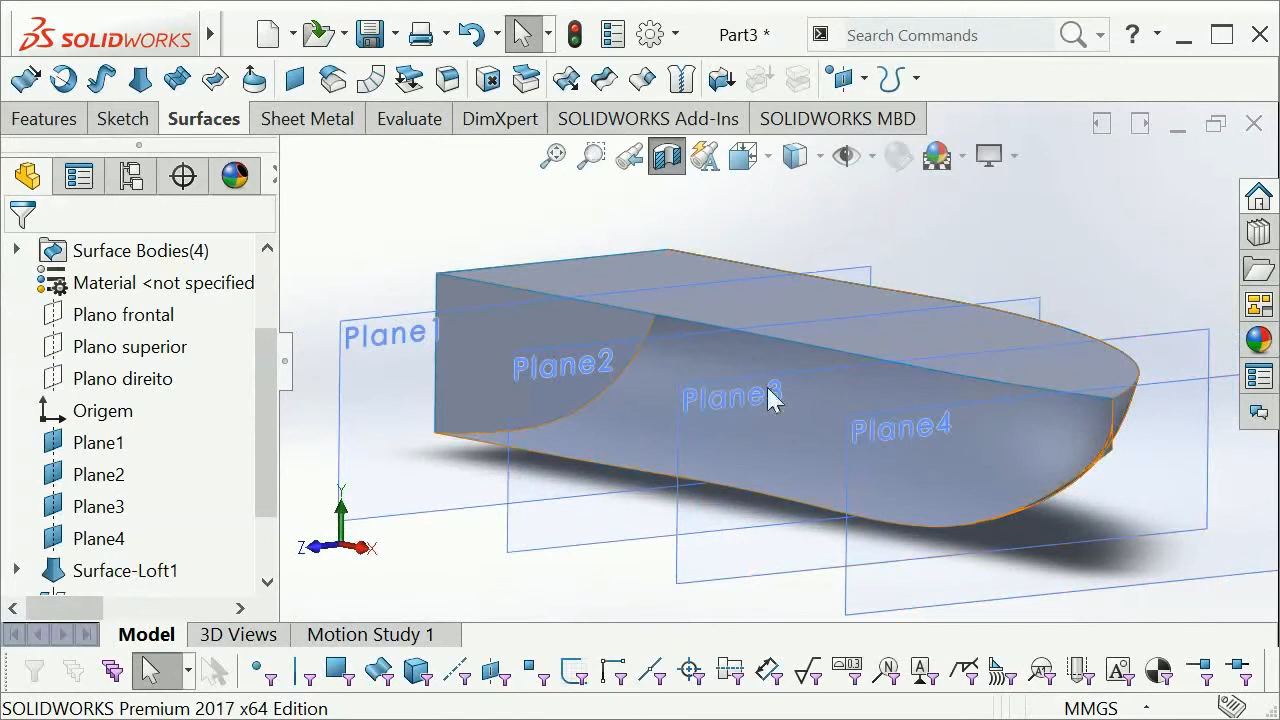 SOLIDWORKS
Part3 *
Search Commands
?
Features
Sketch
Surfaces
Sheet Metal
Evaluate
DimXpert
SOLIDWORKS Add-Ins
SOLIDWORKS MBD
Surface Bodies(4)
Material <not specified
Plano frontal
Plano superior
Plano direito
Origem
Plane1
Plane2
Plane3
Plane4
Surface-Loft1
Plane1
Plane2
Plane3
Plane4
Y
Z
X
Model
3D Views
Motion Study 1
SOLIDWORKS Premium 2017 x64 Edition
MMGS